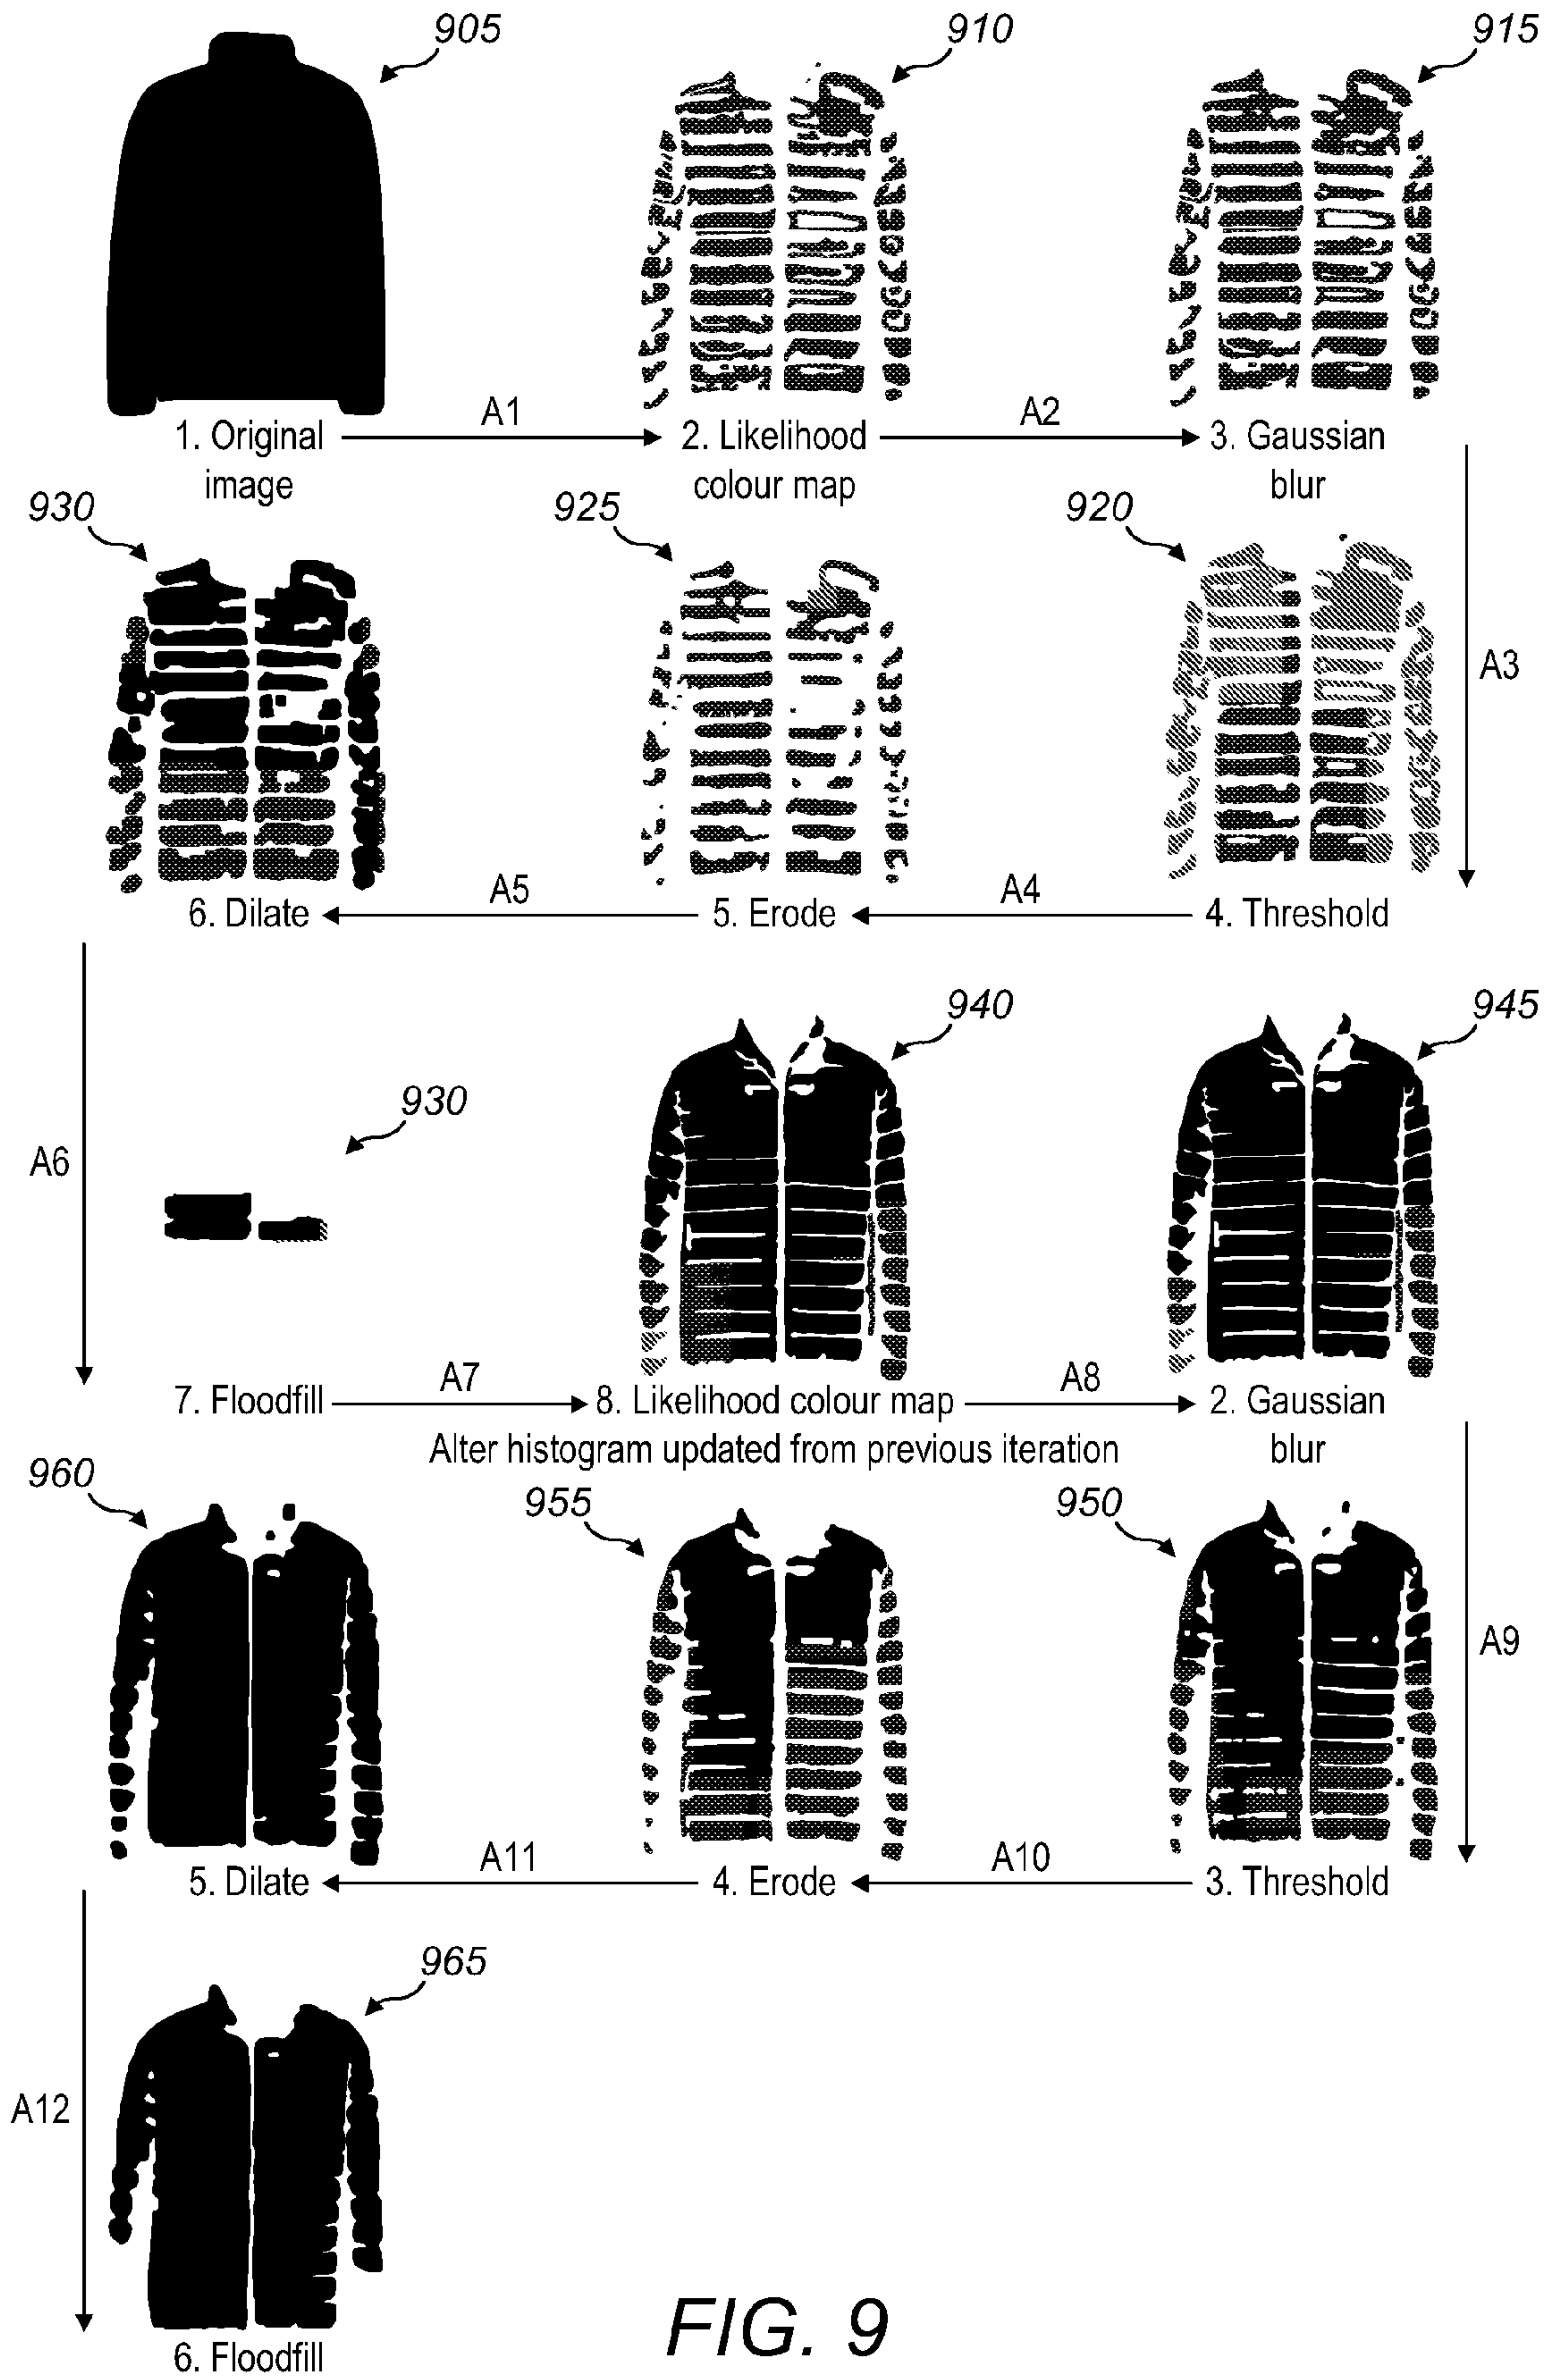 905
910
915
A1
A2
1. Original
image
2. Likelihood
colour map
3. Gaussian
blur
930
925
920
A3
A5
A4
6. Dilate
5. Erode
4. Threshold
940
945
930
A6
A7
A8
7. Floodfill
8. Likelihood colour map
2. Gaussian
blur
Alter histogram updated from previous iteration
960
955
950
A9
A11
A10
5. Dilate
4. Erode
3. Threshold
965
A12
6. Floodfill
FIG. 9